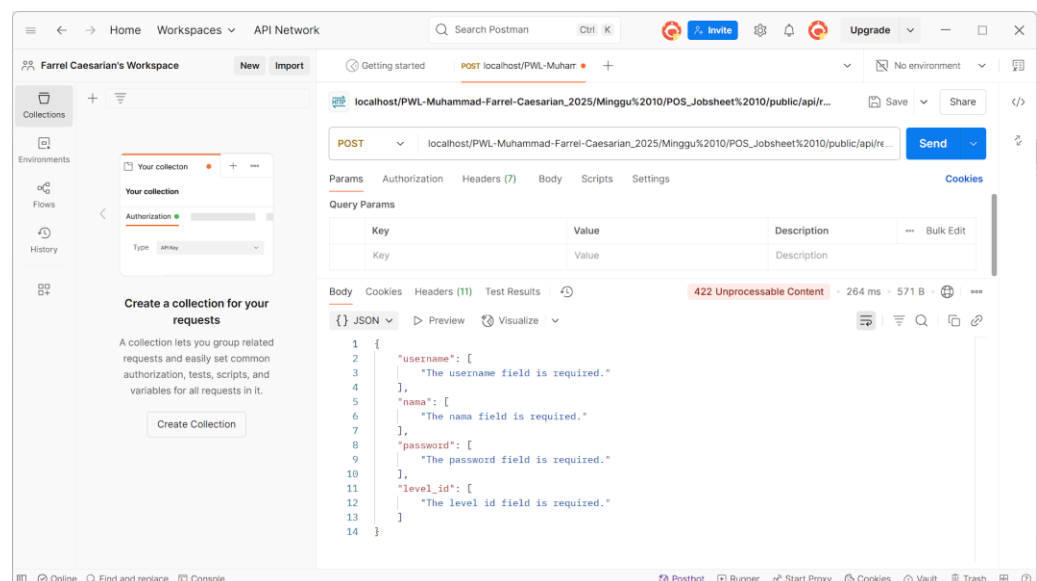 Home Workspaces API Network Search Postman Ctrl K Invite Upgrade
Farrel Caesarian's Workspace New Import Getting started POST localhost/PWL-Muham No environment
Collections
Environments
Flows
History
Your collecton
Your collection
Authorization
Type API Key
Create a collection for your
requests
A collection lets you group related
requests and easily set common
authorization, tests, scripts, and
variables for all requests in it.
Create Collection
HTTP localhost/PWL-Muhammad-Farrel-Caesarian_2025/Minggu%2010/POS_Jobsheet%2010/public/api/r... Save Share
POST localhost/PWL-Muhammad-Farrel-Caesarian_2025/Minggu%2010/POS_Jobsheet%2010/public/api/re... Send
Params Authorization Headers (7) Body Scripts Settings Cookies
Query Params
Key Value Description Bulk Edit
Key Value Description
Body Cookies Headers (11) Test Results 422 Unprocessable Content 264 ms 571 B
{} JSON Preview Visualize
1 {
2 "username": [
3 "The username field is required."
4 ],
5 "nama": [
6 "The nama field is required."
7 ],
8 "password": [
9 "The password field is required."
10 ],
11 "level_id": [
12 "The level id field is required."
13 ]
14 }
Online Find and replace Console Postbot Runner Start Proxy Cookies Vault Trash